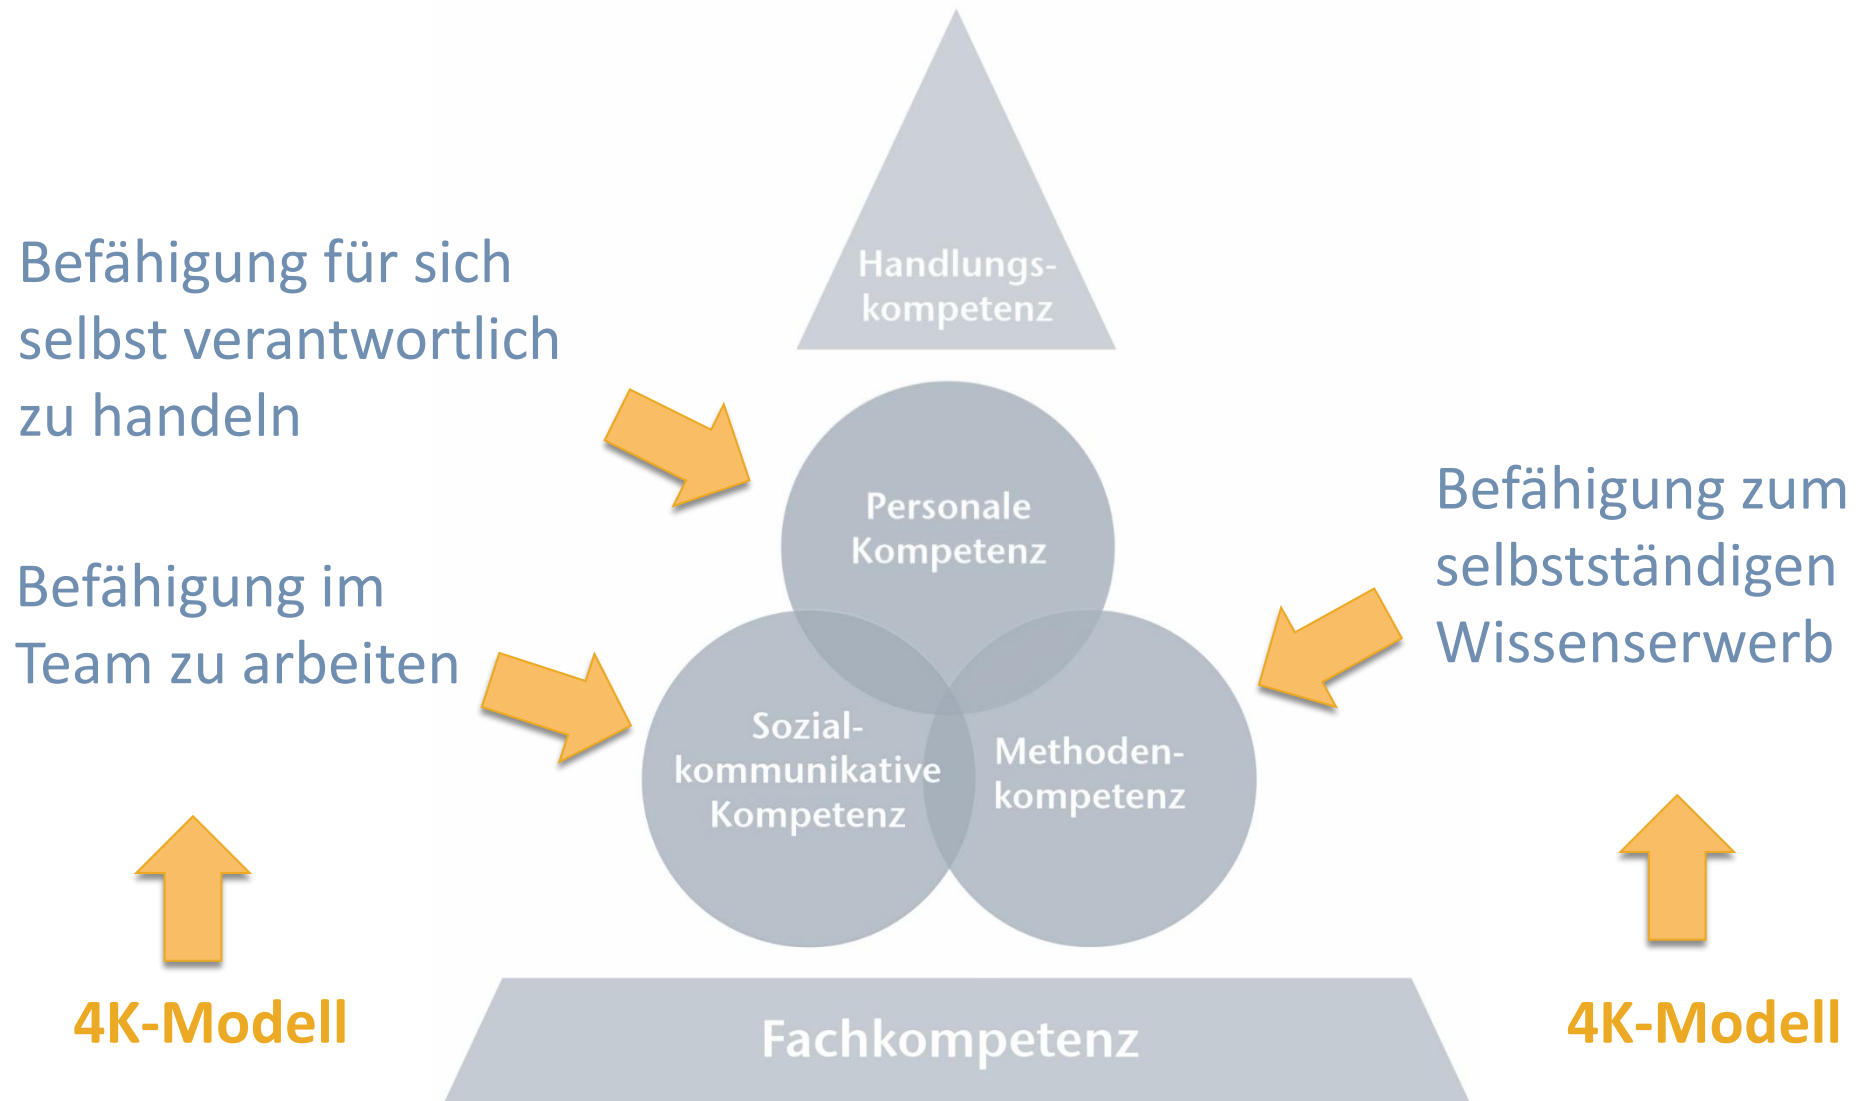 Handlungs-
kompetenz
Befähigung für sich
selbst verantwortlich
zu handeln
Personale
Kompetenz
Befähigung zum
selbstständigen
Wissenserwerb
Befähigung im
Team zu arbeiten
Sozial-
kommunikative
Kompetenz
Methoden-
kompetenz
4K-Modell
Fachkompetenz
4K-Modell